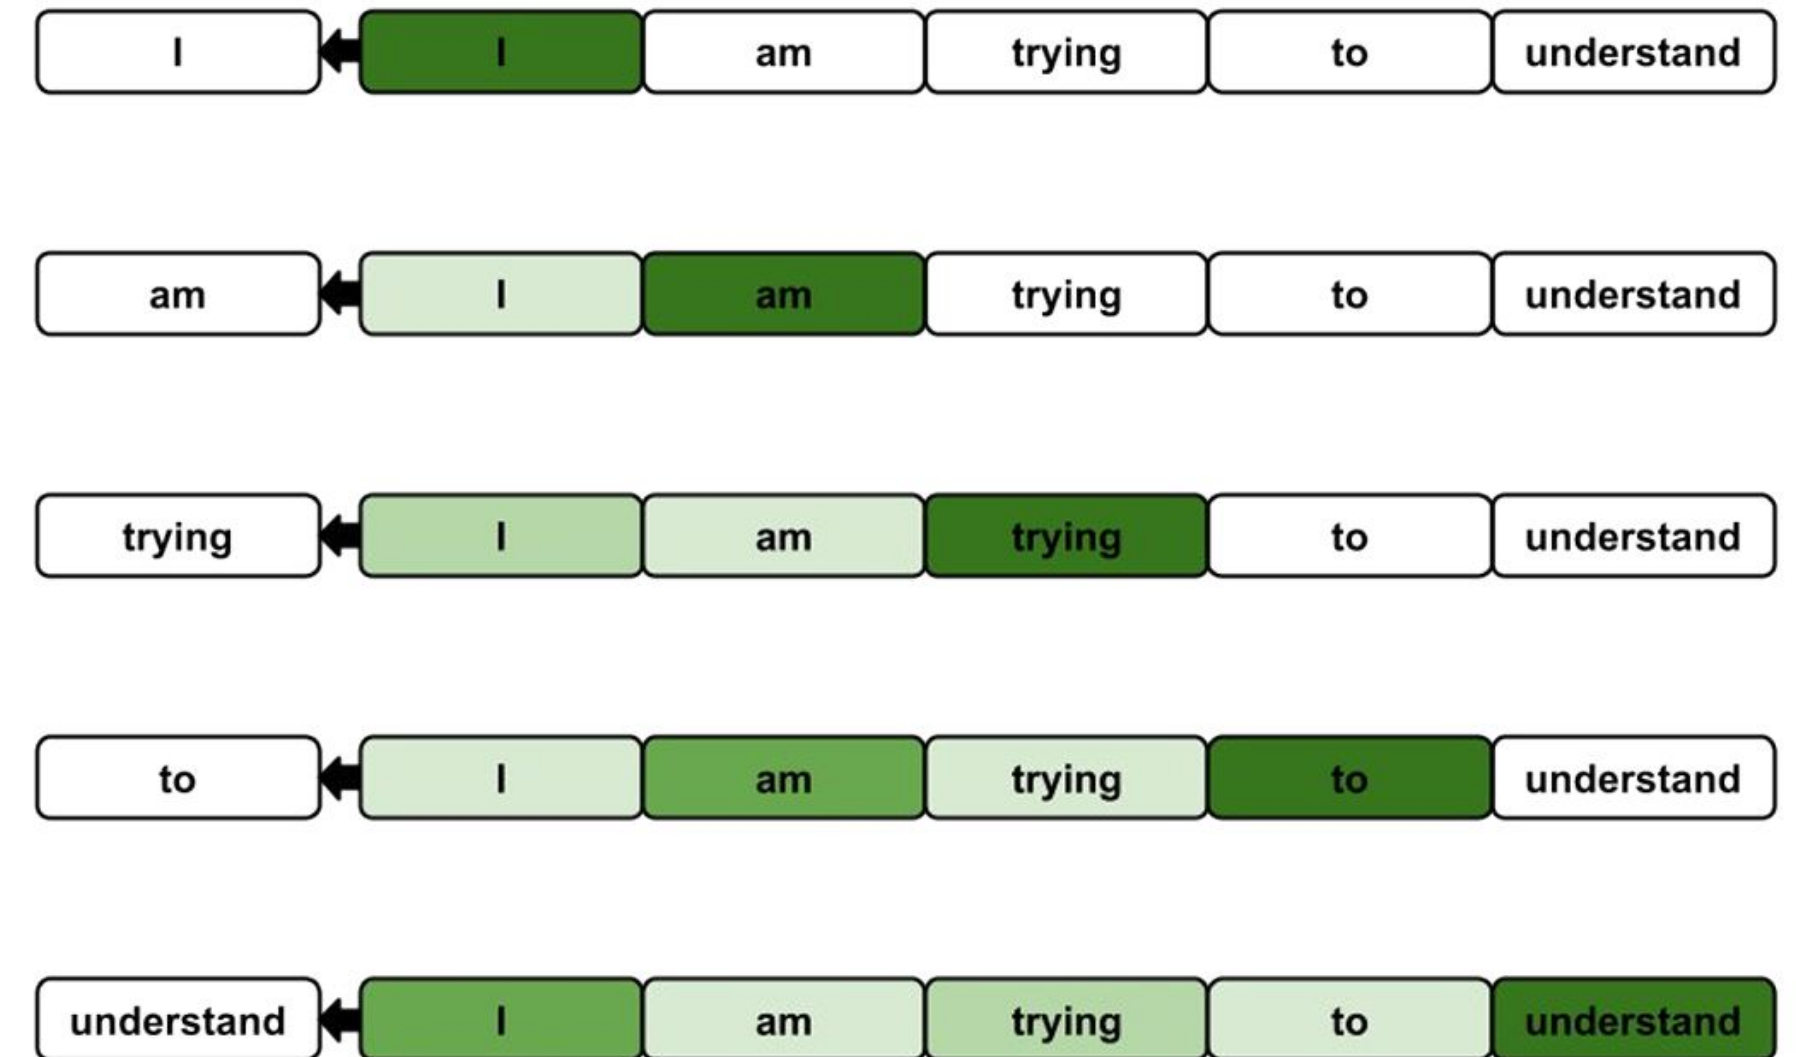 I I am trying to understand
am I am trying to understand
trying I am trying to understand
to I am trying to understand
understand I am trying to understand